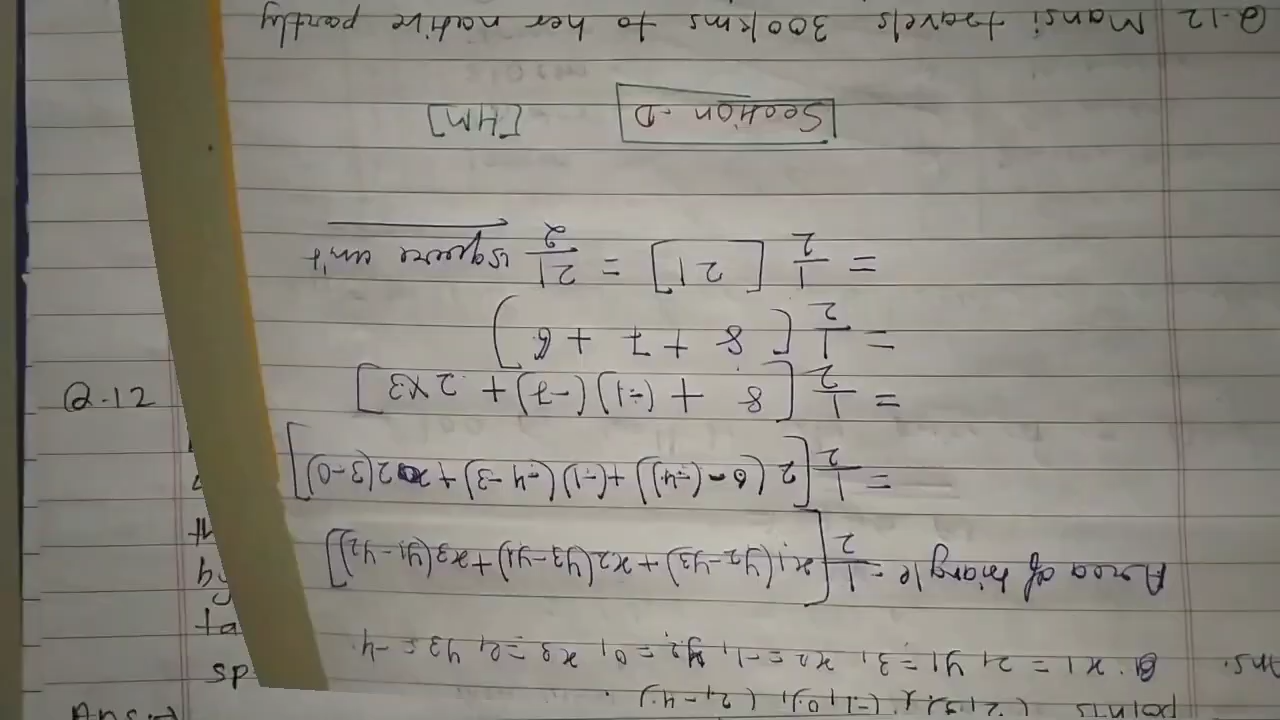 points (2,3), (-1,0), (2,-4).
Ans. x1 = 2, y1 = 3, x2 = -1, y2 = 0, x3 = 2, y3 = -4.
Area of triangle = 1/2 [x1(y2-y3) + x2(y3-y1) + x3(y1-y2)]
= 1/2 [2(0-(-4)) + (-1)(-4-3) + 2(3-0)]
= 1/2 [8 + (-1)(-7) + 2×3]
= 1/2 [8 + 7 + 6]
= 1/2 [21] = 21/2 square unit
Section-D [4M]
Q.12 Mansi travels 300kms to her native partly
Q.12